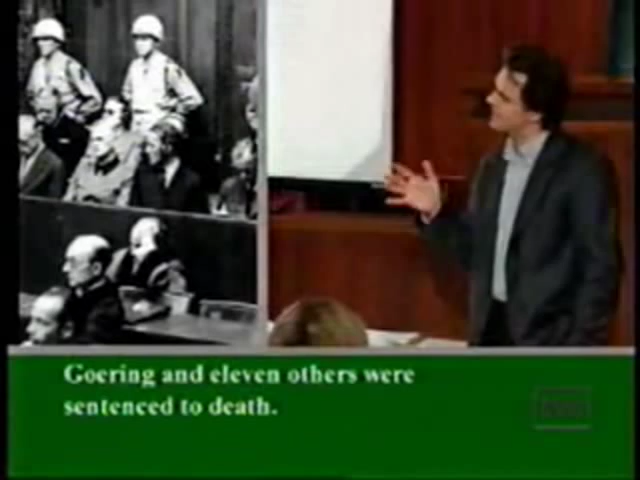 Goering and eleven others were
sentenced to death.